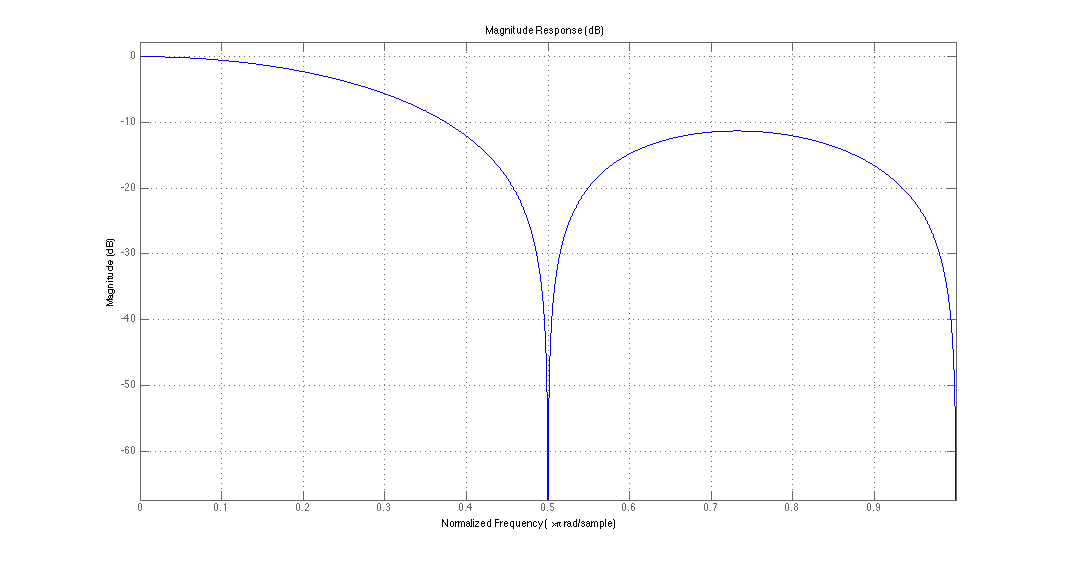 Magnitude Response (dB)
0
-10
-20
-30
-40
-50
-60
Magnitude (dB)
0 0.1 0.2 0.3 0.4 0.5 0.6 0.7 0.8 0.9
Normalized Frequency ( ×π rad/sample)